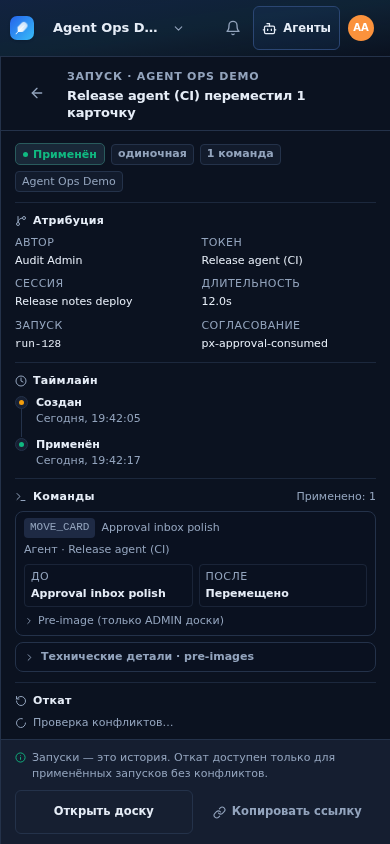 Agent Ops D...
Агенты
AA
ЗАПУСК · AGENT OPS DEMO
Release agent (CI) переместил 1
карточку
Применён
одиночная
1 команда
Agent Ops Demo
Атрибуция
АВТОР
ТОКЕН
Audit Admin
Release agent (CI)
СЕССИЯ
ДЛИТЕЛЬНОСТЬ
Release notes deploy
12.0s
ЗАПУСК
СОГЛАСОВАНИЕ
run-128
px-approval-consumed
Таймлайн
Создан
Сегодня, 19:42:05
Применён
Сегодня, 19:42:17
Команды
Применено: 1
MOVE_CARD Approval inbox polish
Агент · Release agent (CI)
ДО
ПОСЛЕ
Approval inbox polish
Перемещено
Pre-image (только ADMIN доски)
Технические детали · pre-images
Откат
Проверка конфликтов...
Запуски — это история. Откат доступен только для
применённых запусков без конфликтов.
Открыть доску
Копировать ссылку